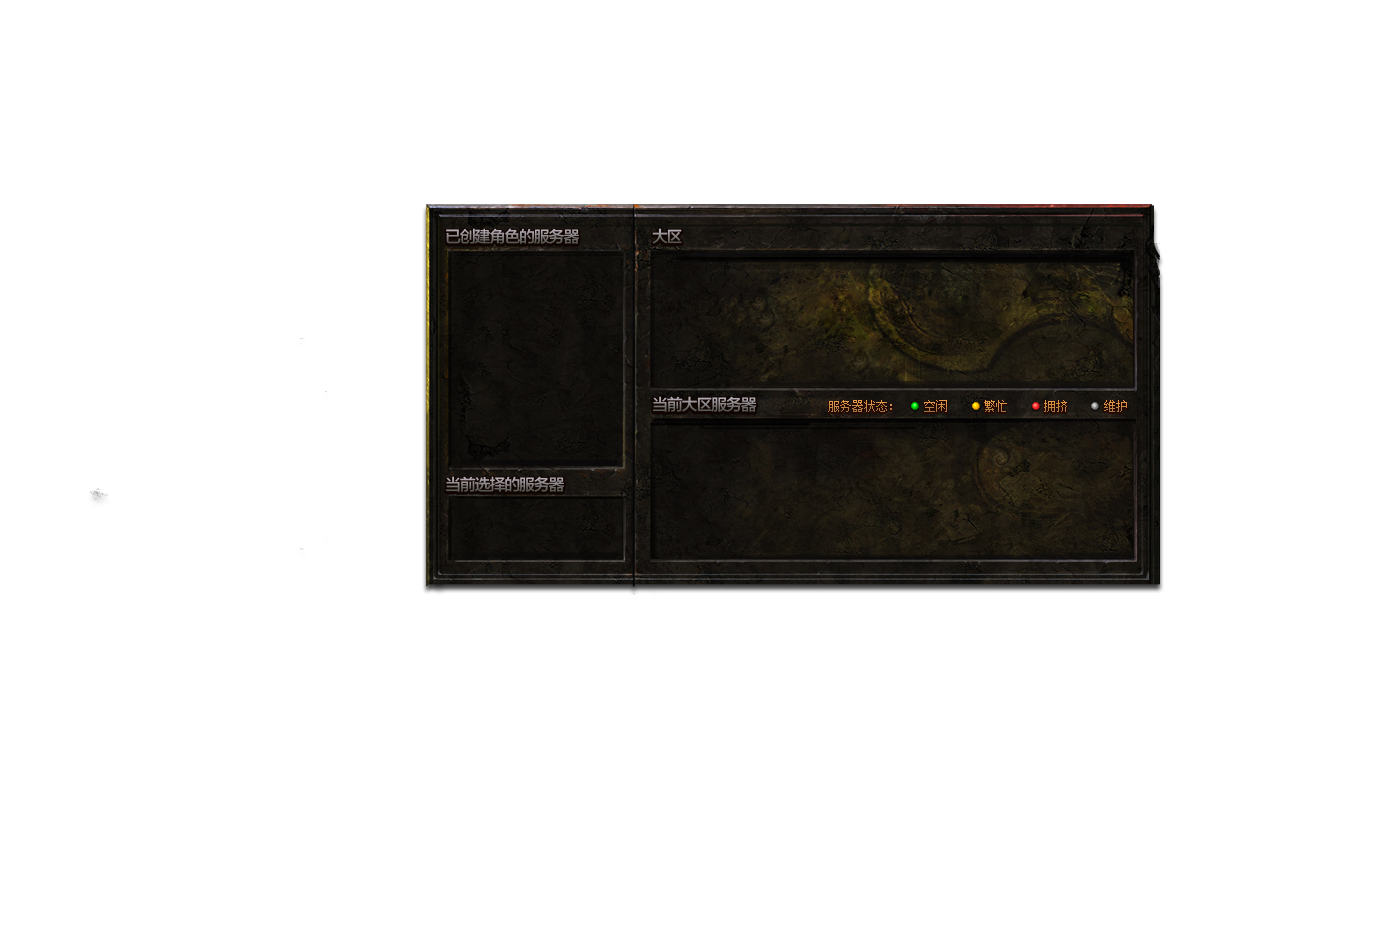 已创建角色的服务器
大区
当前大区服务器
服务器状态： 空闲 繁忙 拥挤 维护
当前选择的服务器